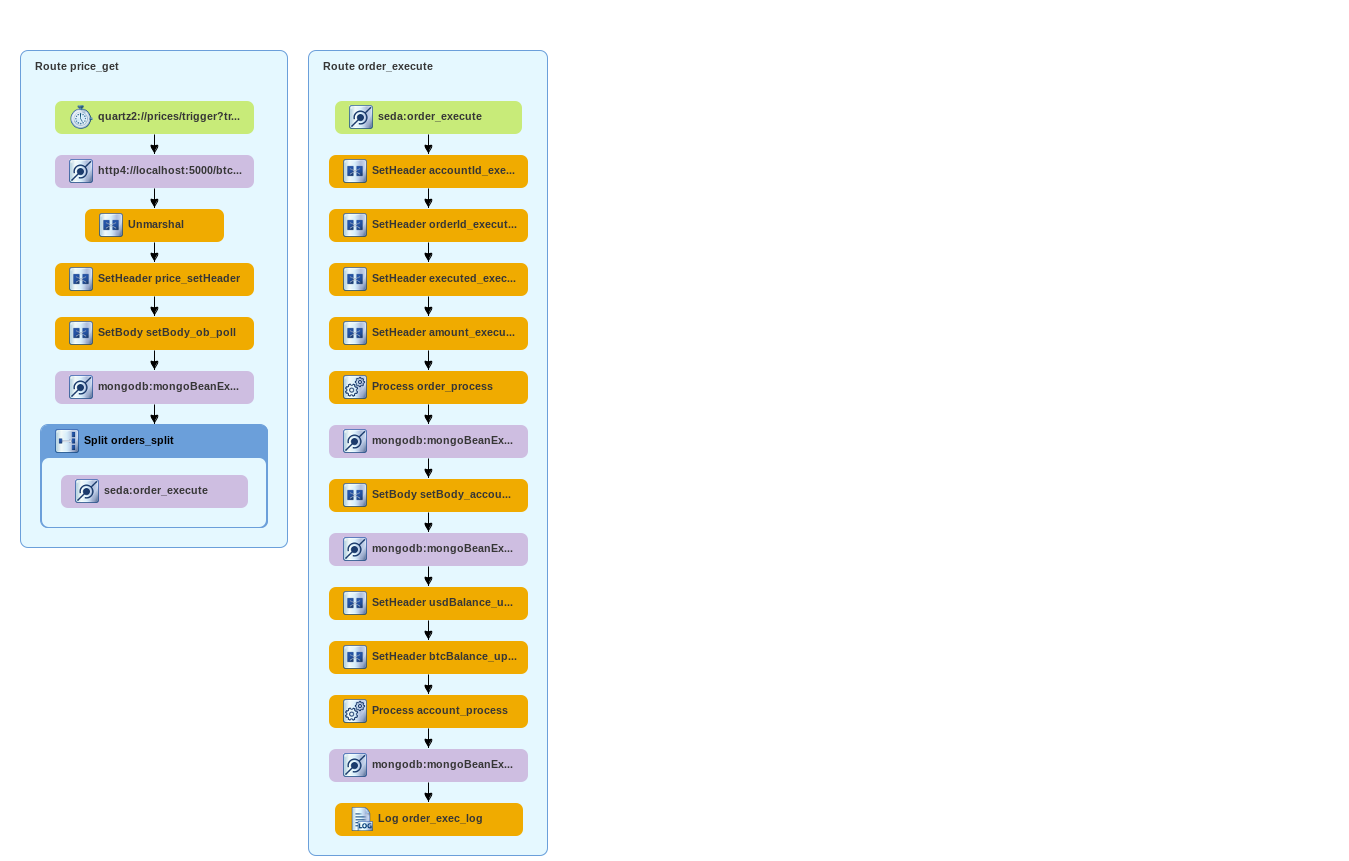 Route price_get
quartz2://prices/trigger?tr...
http4://localhost:5000/btc...
Unmarshal
SetHeader price_setHeader
SetBody setBody_ob_poll
mongodb:mongoBeanEx...
Split orders_split
seda:order_execute
Route order_execute
seda:order_execute
SetHeader accountId_exe...
SetHeader orderId_execut...
SetHeader executed_exec...
SetHeader amount_execu...
Process order_process
mongodb:mongoBeanEx...
SetBody setBody_accou...
mongodb:mongoBeanEx...
SetHeader usdBalance_u...
SetHeader btcBalance_up...
Process account_process
mongodb:mongoBeanEx...
LOG
Log order_exec_log